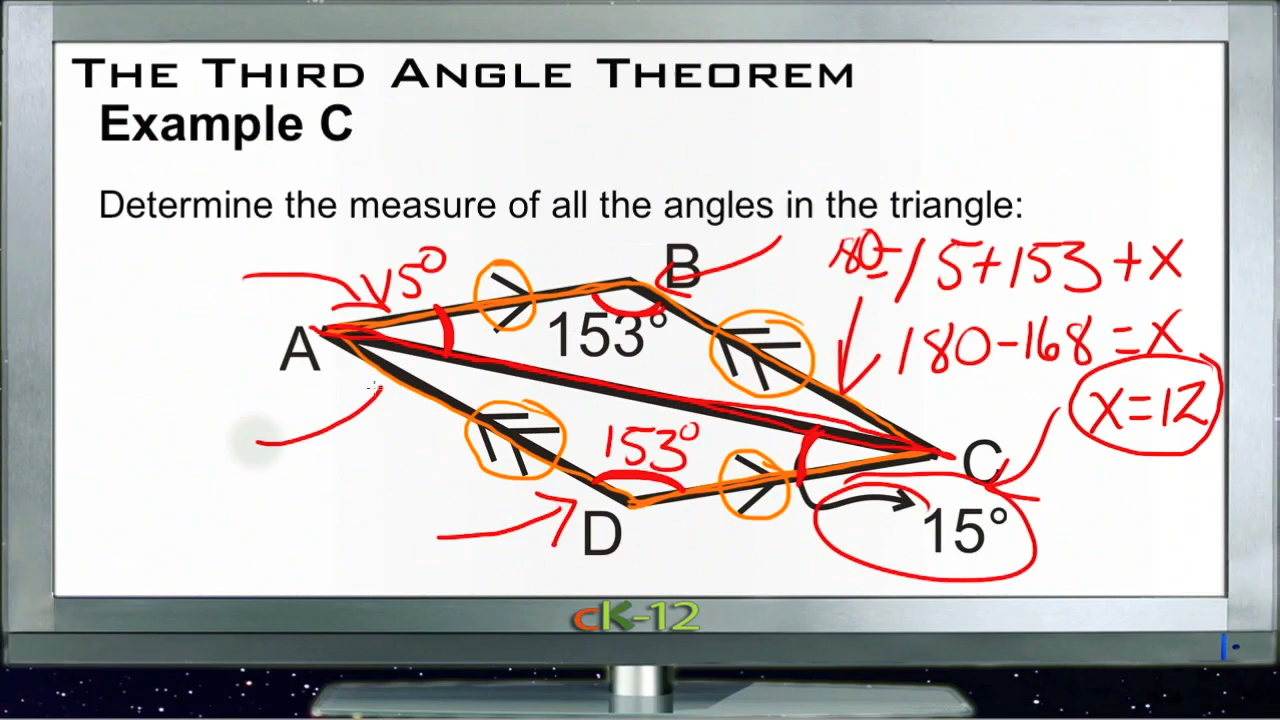 THE THIRD ANGLE THEOREM
Example C
Determine the measure of all the angles in the triangle:
B
15°
180=15+153+x
A
153°
180-168=x
x=12
153°
C
15°
D
cK-12